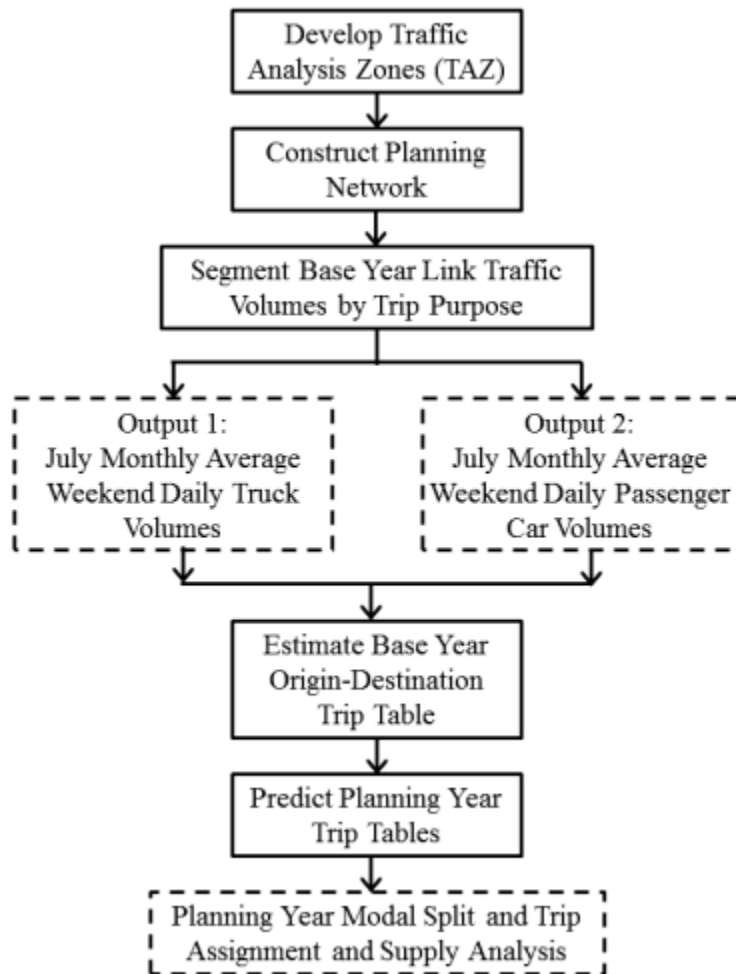 Develop Traffic
Analysis Zones (TAZ)
Construct Planning
Network
Segment Base Year Link Traffic
Volumes by Trip Purpose
Output 1:
July Monthly Average
Weekend Daily Truck
Volumes
Output 2:
July Monthly Average
Weekend Daily Passenger
Car Volumes
Estimate Base Year
Origin-Destination
Trip Table
Predict Planning Year
Trip Tables
Planning Year Modal Split and Trip
Assignment and Supply Analysis